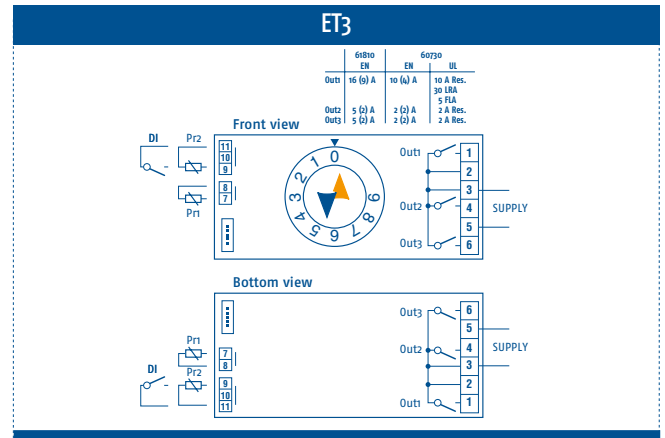 ET3
61810 60730
EN EN UL
Out1 16 (9) A 10 (4) A 10 A Res.
30 LRA
5 FLA
Out2 5 (2) A 2 (2) A 2 A Res.
Out3 5 (2) A 2 (2) A 2 A Res.
Front view
DI Pr2
11
10
9
8
7
Pr1
0 1 2 3 4 5 6 7 8 9
Out1 1
2
3
Out2 4
5
Out3 6
SUPPLY
Bottom view
Pr1
7
8
DI Pr2
9
10
11
Out3 6
5
Out2 4
3
2
Out1 1
SUPPLY